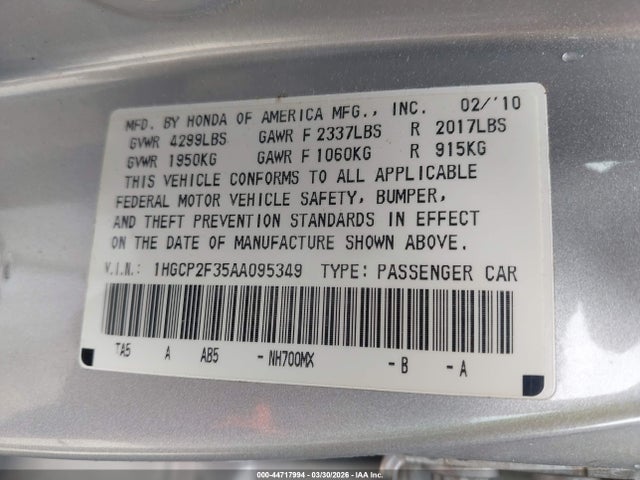 MFD. BY HONDA OF AMERICA MFG., INC. 02/'10
GVWR 4299LBS GAWR F 2337LBS R 2017LBS
GVWR 1950KG GAWR F 1060KG R 915KG
THIS VEHICLE CONFORMS TO ALL APPLICABLE
FEDERAL MOTOR VEHICLE SAFETY, BUMPER,
AND THEFT PREVENTION STANDARDS IN EFFECT
ON THE DATE OF MANUFACTURE SHOWN ABOVE.
V.I.N.: 1HGCP2F35AA095349 TYPE: PASSENGER CAR
TA5 A AB5 - NH700MX - B - A
000-44717994 | 03/30/2026 - IAA Inc.